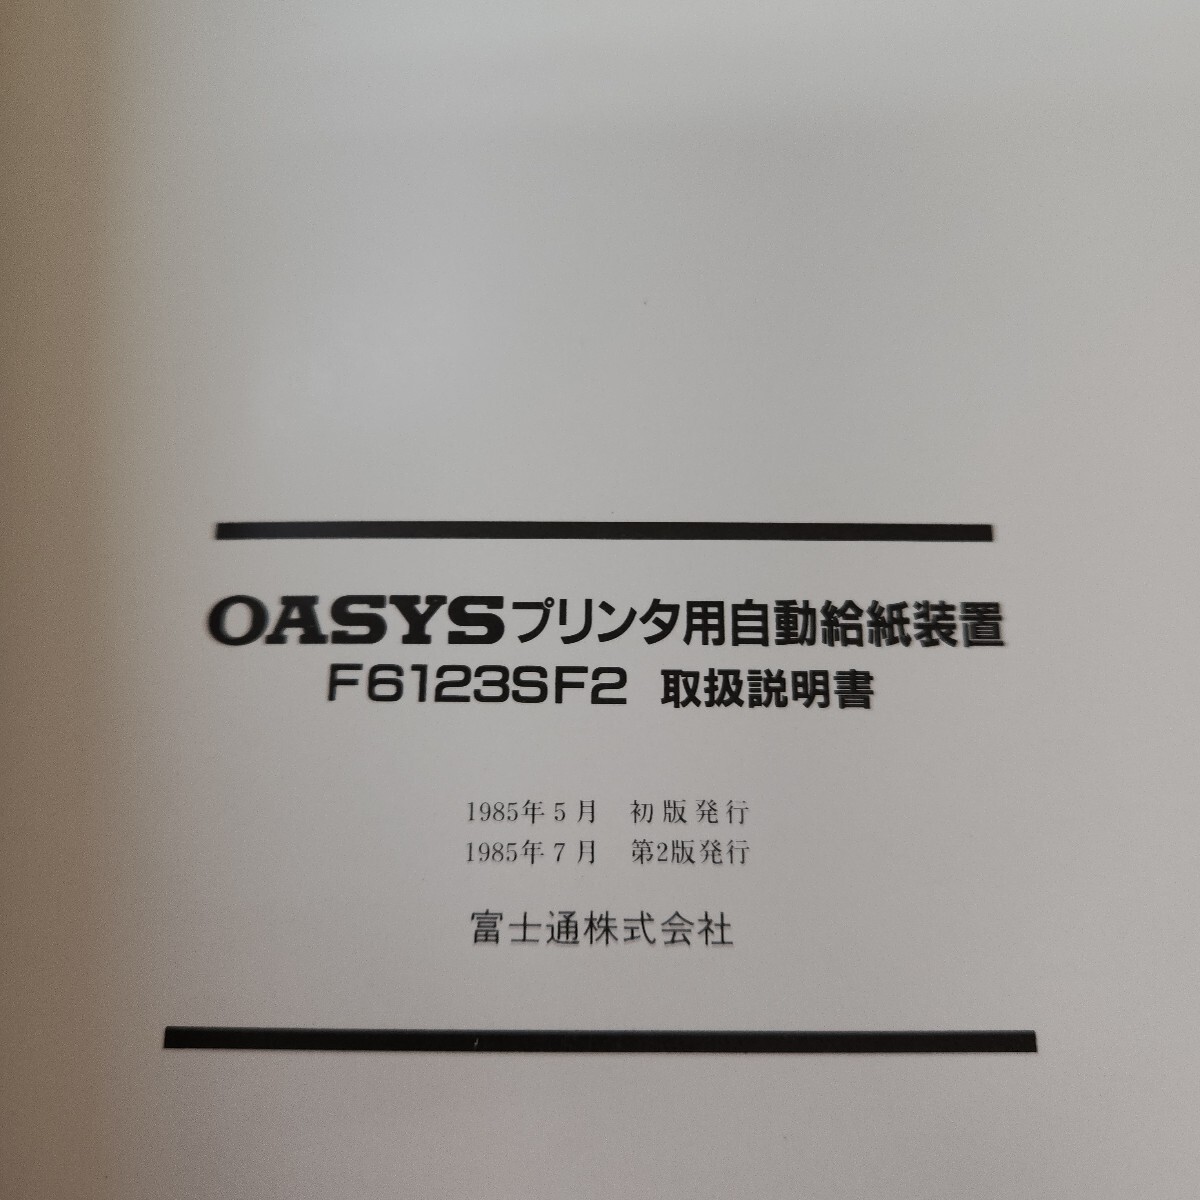 OASYSプリンタ用自動給紙装置
F6123SF2 取扱説明書
1985年5月 初版発行
1985年7月 第2版発行
富士通株式会社